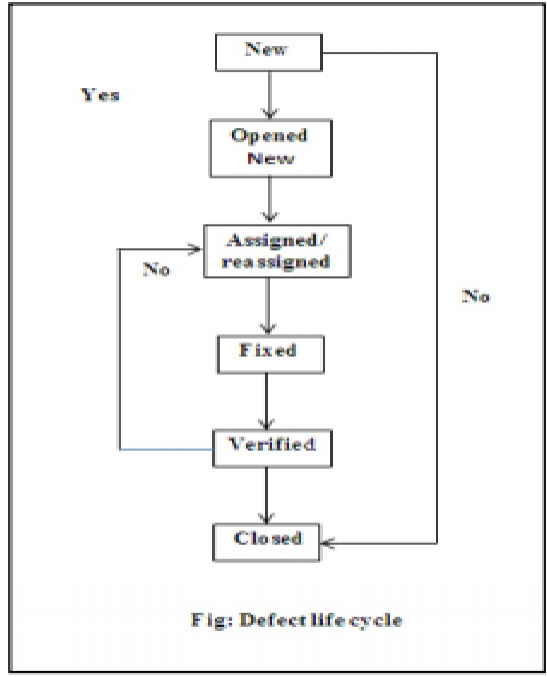 New
Yes
Opened
New
Assigned/
reassigned
No
No
Fixed
Verified
Closed
Fig: Defect life cycle